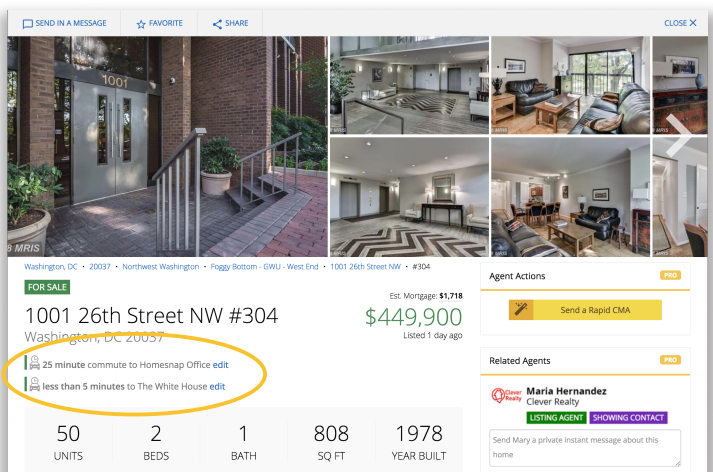 SEND IN A MESSAGE FAVORITE SHARE CLOSE X
1001
8 MRIS
MRIS
MRIS
MRIS
MRIS
Washington, DC • 20037 • Northwest Washington • Foggy Bottom - GWU - West End • 1001 26th Street NW • #304
FOR SALE
Est. Mortgage: $1,718
1001 26th Street NW #304
$449,900
Washington, DC 20037
Listed 1 day ago
25 minute commute to Homesnap Office edit
less than 5 minutes to The White House edit
50 2 1 808 1978
UNITS BEDS BATH SQ FT YEAR BUILT
Agent Actions PRO
Send a Rapid CMA
Related Agents PRO
Clever Realty
Maria Hernandez
Clever Realty
LISTING AGENT SHOWING CONTACT
Send Mary a private instant message about this
home